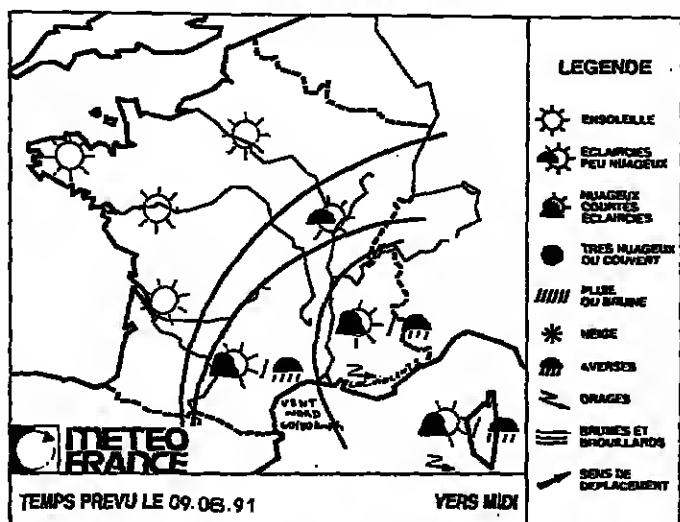 METEO
FRANCE
VENT
NORD
TEMPS PREVU LE 09.08.91 VERS MIDI
LEGENDE
ENSOLEILLE
ECLAIRCIES
PEU NUAGEUX
NUAGEUX
COURTES
ECLAIRCIES
TRES NUAGEUX
OU COUVERT
PLUIE
OU BRUINE
NEIGE
AVERSES
ORAGES
BRUMES ET
BROUILLARDS
SENS DE
DEPLACEMENT